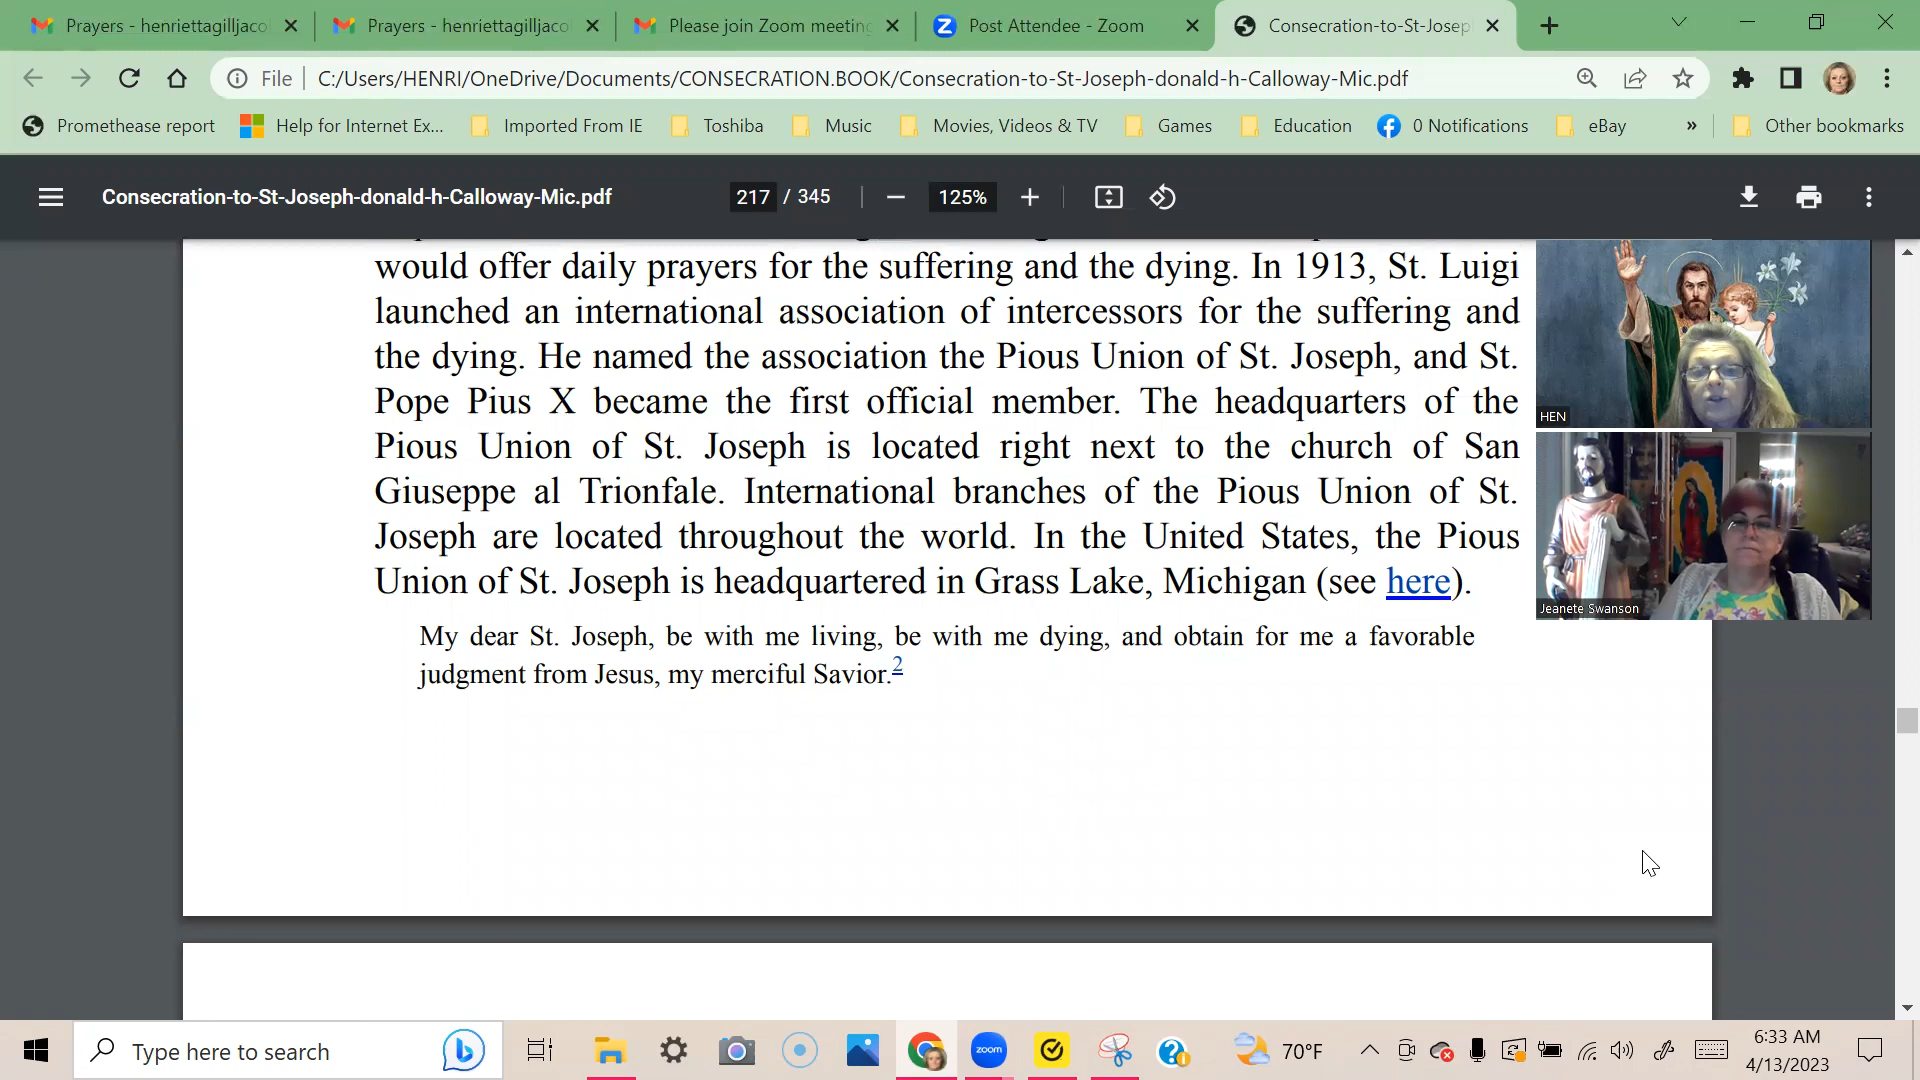 Prayers - henriettagilljaco
Prayers - henriettagilljaco
Please join Zoom meeting
Post Attendee - Zoom
Consecration-to-St-Josep
File
C:/Users/HENRI/OneDrive/Documents/CONSECRATION.BOOK/Consecration-to-St-Joseph-donald-h-Calloway-Mic.pdf
Promethease report
Help for Internet Ex...
Imported From IE
Toshiba
Music
Movies, Videos & TV
Games
Education
0 Notifications
eBay
»
Other bookmarks
Consecration-to-St-Joseph-donald-h-Calloway-Mic.pdf
217 / 345
125%
would offer daily prayers for the suffering and the dying. In 1913, St. Luigi
launched an international association of intercessors for the suffering and
the dying. He named the association the Pious Union of St. Joseph, and St.
Pope Pius X became the first official member. The headquarters of the
Pious Union of St. Joseph is located right next to the church of San
Giuseppe al Trionfale. International branches of the Pious Union of St.
Joseph are located throughout the world. In the United States, the Pious
Union of St. Joseph is headquartered in Grass Lake, Michigan (see here).
My dear St. Joseph, be with me living, be with me dying, and obtain for me a favorable
judgment from Jesus, my merciful Savior.2
HEN
Jeanete Swanson
Type here to search
zoom
70°F
6:33 AM
4/13/2023